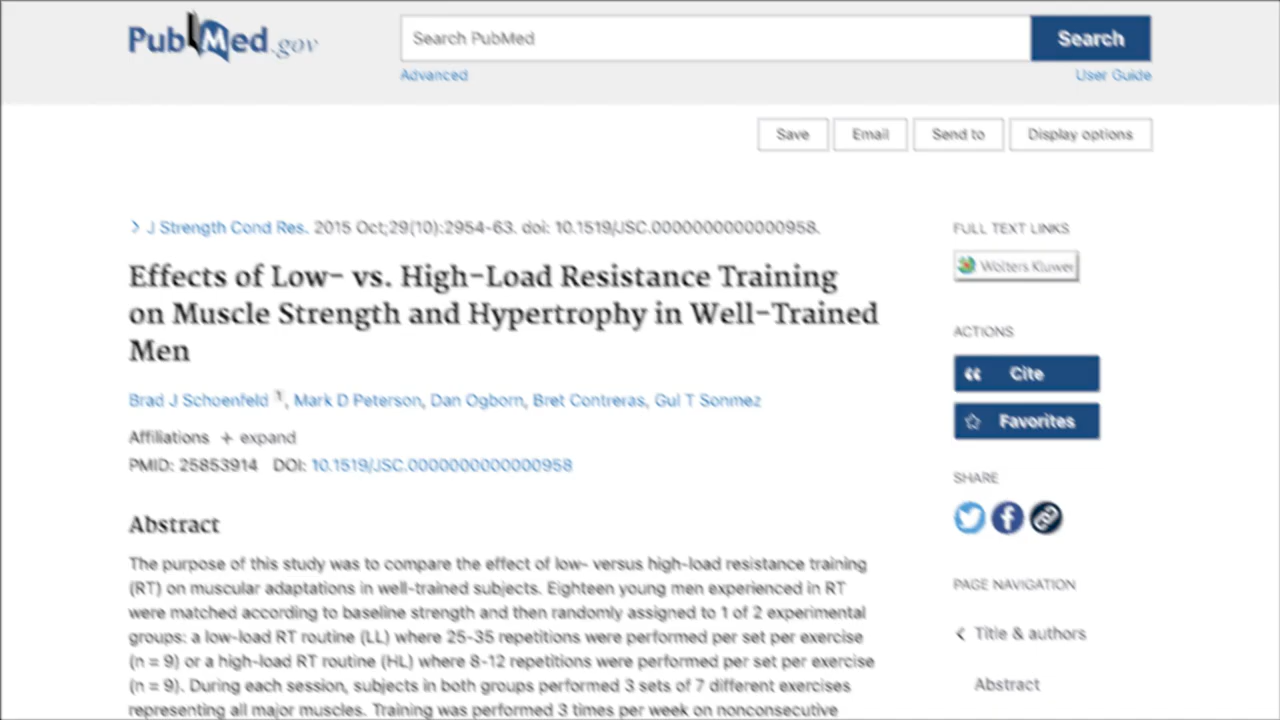 PubMed.gov
Search PubMed
Search
Advanced
User Guide
Save
Email
Send to
Display options
J Strength Cond Res. 2015 Oct;29(10):2954-63. doi: 10.1519/JSC.0000000000000958.
Effects of Low- vs. High-Load Resistance Training
on Muscle Strength and Hypertrophy in Well-Trained
Men
Brad J Schoenfeld 1, Mark D Peterson, Dan Ogborn, Bret Contreras, Gul T Sonmez
Affiliations + expand
PMID: 25853914 DOI: 10.1519/JSC.0000000000000958
Abstract
The purpose of this study was to compare the effect of low- versus high-load resistance training
(RT) on muscular adaptations in well-trained subjects. Eighteen young men experienced in RT
were matched according to baseline strength and then randomly assigned to 1 of 2 experimental
groups: a low-load RT routine (LL) where 25-35 repetitions were performed per set per exercise
(n = 9) or a high-load RT routine (HL) where 8-12 repetitions were performed per set per exercise
(n = 9). During each session, subjects in both groups performed 3 sets of 7 different exercises
representing all major muscles. Training was performed 3 times per week on nonconsecutive
FULL TEXT LINKS
Wolters Kluwer
ACTIONS
Cite
Favorites
SHARE
PAGE NAVIGATION
Title & authors
Abstract